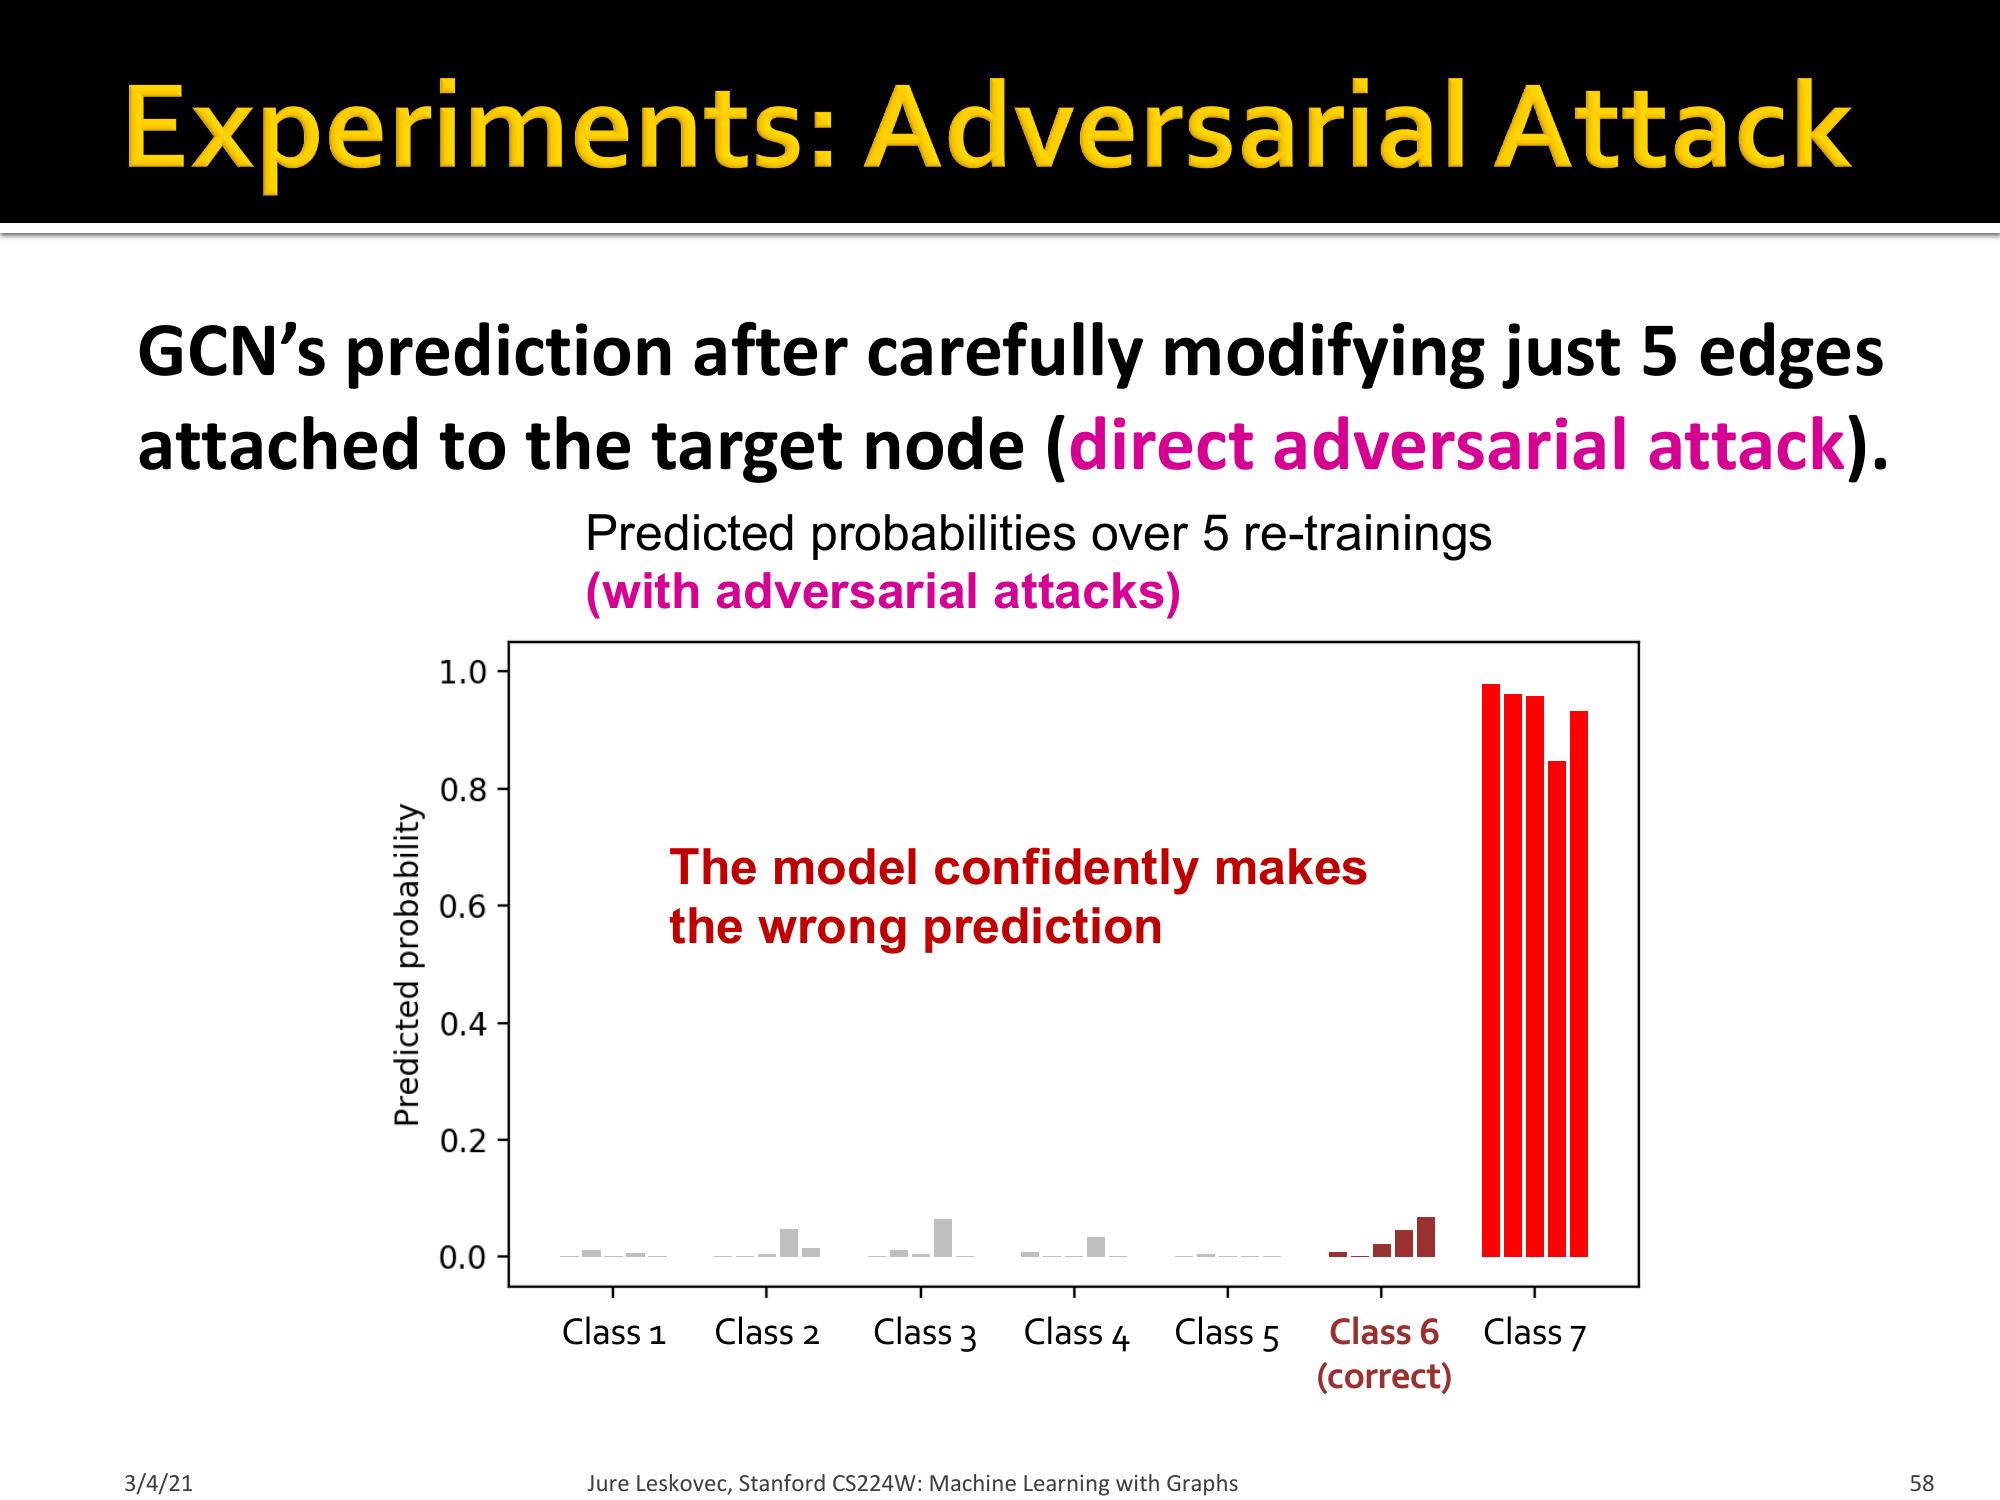 Experiments: Adversarial Attack
GCN’s prediction after carefully modifying just 5 edges
attached to the target node (direct adversarial attack).
Predicted probabilities over 5 re-trainings
(with adversarial attacks)
1.0
0.8
0.6
0.4
0.2
0.0
Predicted probability
The model confidently makes
the wrong prediction
Class 1 Class 2 Class 3 Class 4 Class 5 Class 6 Class 7
(correct)
3/4/21 Jure Leskovec, Stanford CS224W: Machine Learning with Graphs 58